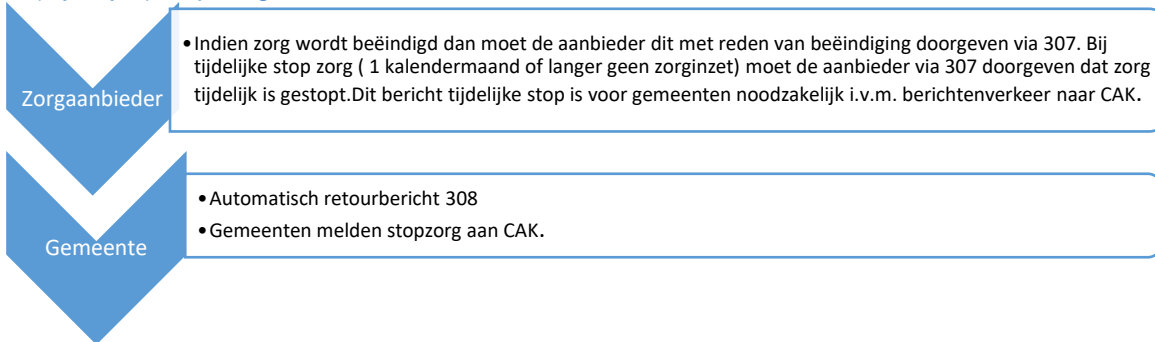 Zorgaanbieder
•Indien zorg wordt beëindigd dan moet de aanbieder dit met reden van beëindiging doorgeven via 307. Bij
tijdelijke stop zorg ( 1 kalendermaand of langer geen zorginzet) moet de aanbieder via 307 doorgeven dat zorg
tijdelijk is gestopt.Dit bericht tijdelijke stop is voor gemeenten noodzakelijk i.v.m. berichtenverkeer naar CAK.
Gemeente
•Automatisch retourbericht 308
•Gemeenten melden stopzorg aan CAK.